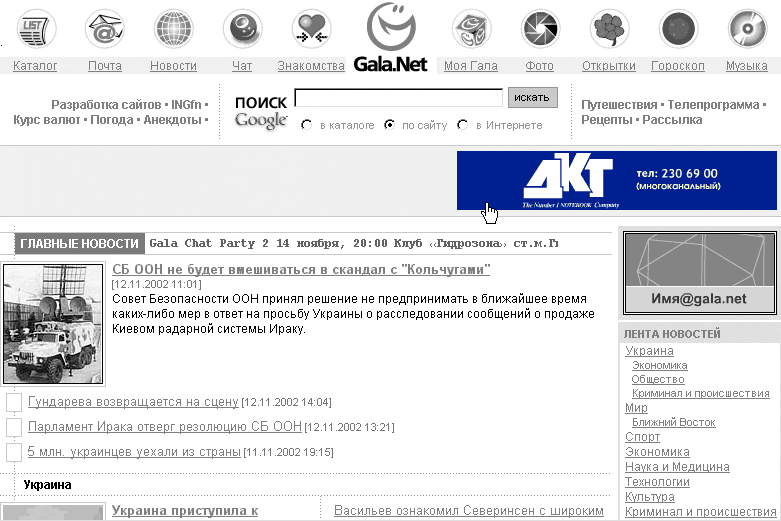 LIST
Каталог Почта Новости Чат Знакомства Gala.Net Моя Гала Фото Открытки Гороскоп Музыка
Разработка сайтов • INGfn •
Курс валют • Погода • Анекдоты •
ПОИСК
Google
искать
в каталоге по сайту в Интернете
Путешествия • Телепрограмма •
Рецепты • Рассылка
ДКТ
The Number 1 NOTEBOOK Company
тел: 230 69 00
(многоканальный)
ГЛАВНЫЕ НОВОСТИ Gala Chat Party 2 14 ноября, 20:00 Клуб «Гидрозона» ст.м.Г
СБ ООН не будет вмешиваться в скандал с "Кольчугами"
[12.11.2002 11:01]
Совет Безопасности ООН принял решение не предпринимать в ближайшее время
каких-либо мер в ответ на просьбу Украины о расследовании сообщений о продаже
Киевом радарной системы Ираку.
Гундарева возвращается на сцену [12.11.2002 14:04]
Парламент Ирака отверг резолюцию СБ ООН [12.11.2002 13:21]
5 млн. украинцев уехали из страны [11.11.2002 19:15]
Украина
Украина приступила к
Васильев ознакомил Северинсен с широким
Имя@gala.net
ЛЕНТА НОВОСТЕЙ
Украина
Экономика
Общество
Криминал и происшествия
Мир
Ближний Восток
Спорт
Экономика
Наука и Медицина
Технологии
Культура
Криминал и происшествия